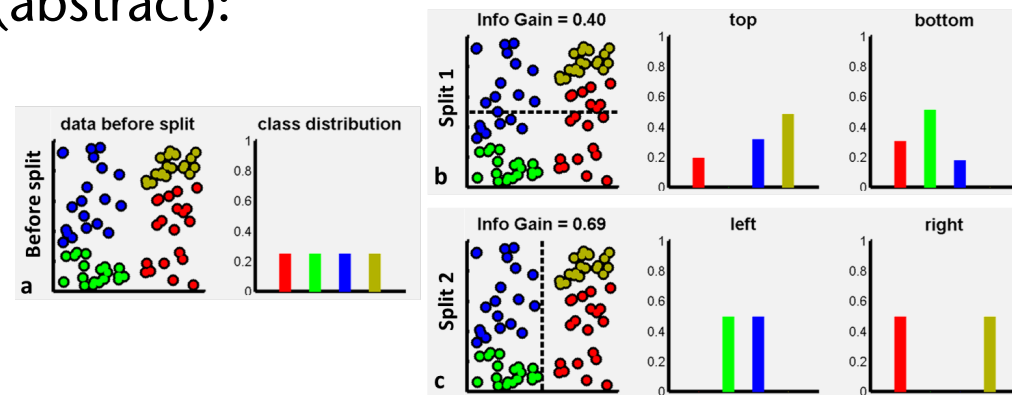 (abstract):
Before split
a
data before split
class distribution
1
0.8
0.6
0.4
0.2
0
Split 1
b
Info Gain = 0.40
top
1
0.8
0.6
0.4
0.2
0
bottom
1
0.8
0.6
0.4
0.2
0
Split 2
c
Info Gain = 0.69
left
1
0.8
0.6
0.4
0.2
0
right
1
0.8
0.6
0.4
0.2
0